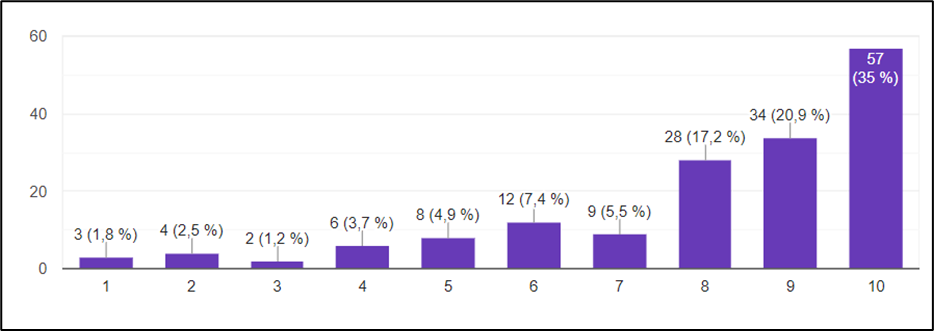 60
57
(35 %)
40
34 (20,9 %)
28 (17,2 %)
20
12 (7,4 %)
9 (5,5 %)
8 (4,9 %)
6 (3,7 %)
4 (2,5 %)
3 (1,8 %)
2 (1,2 %)
0
1 2 3 4 5 6 7 8 9 10